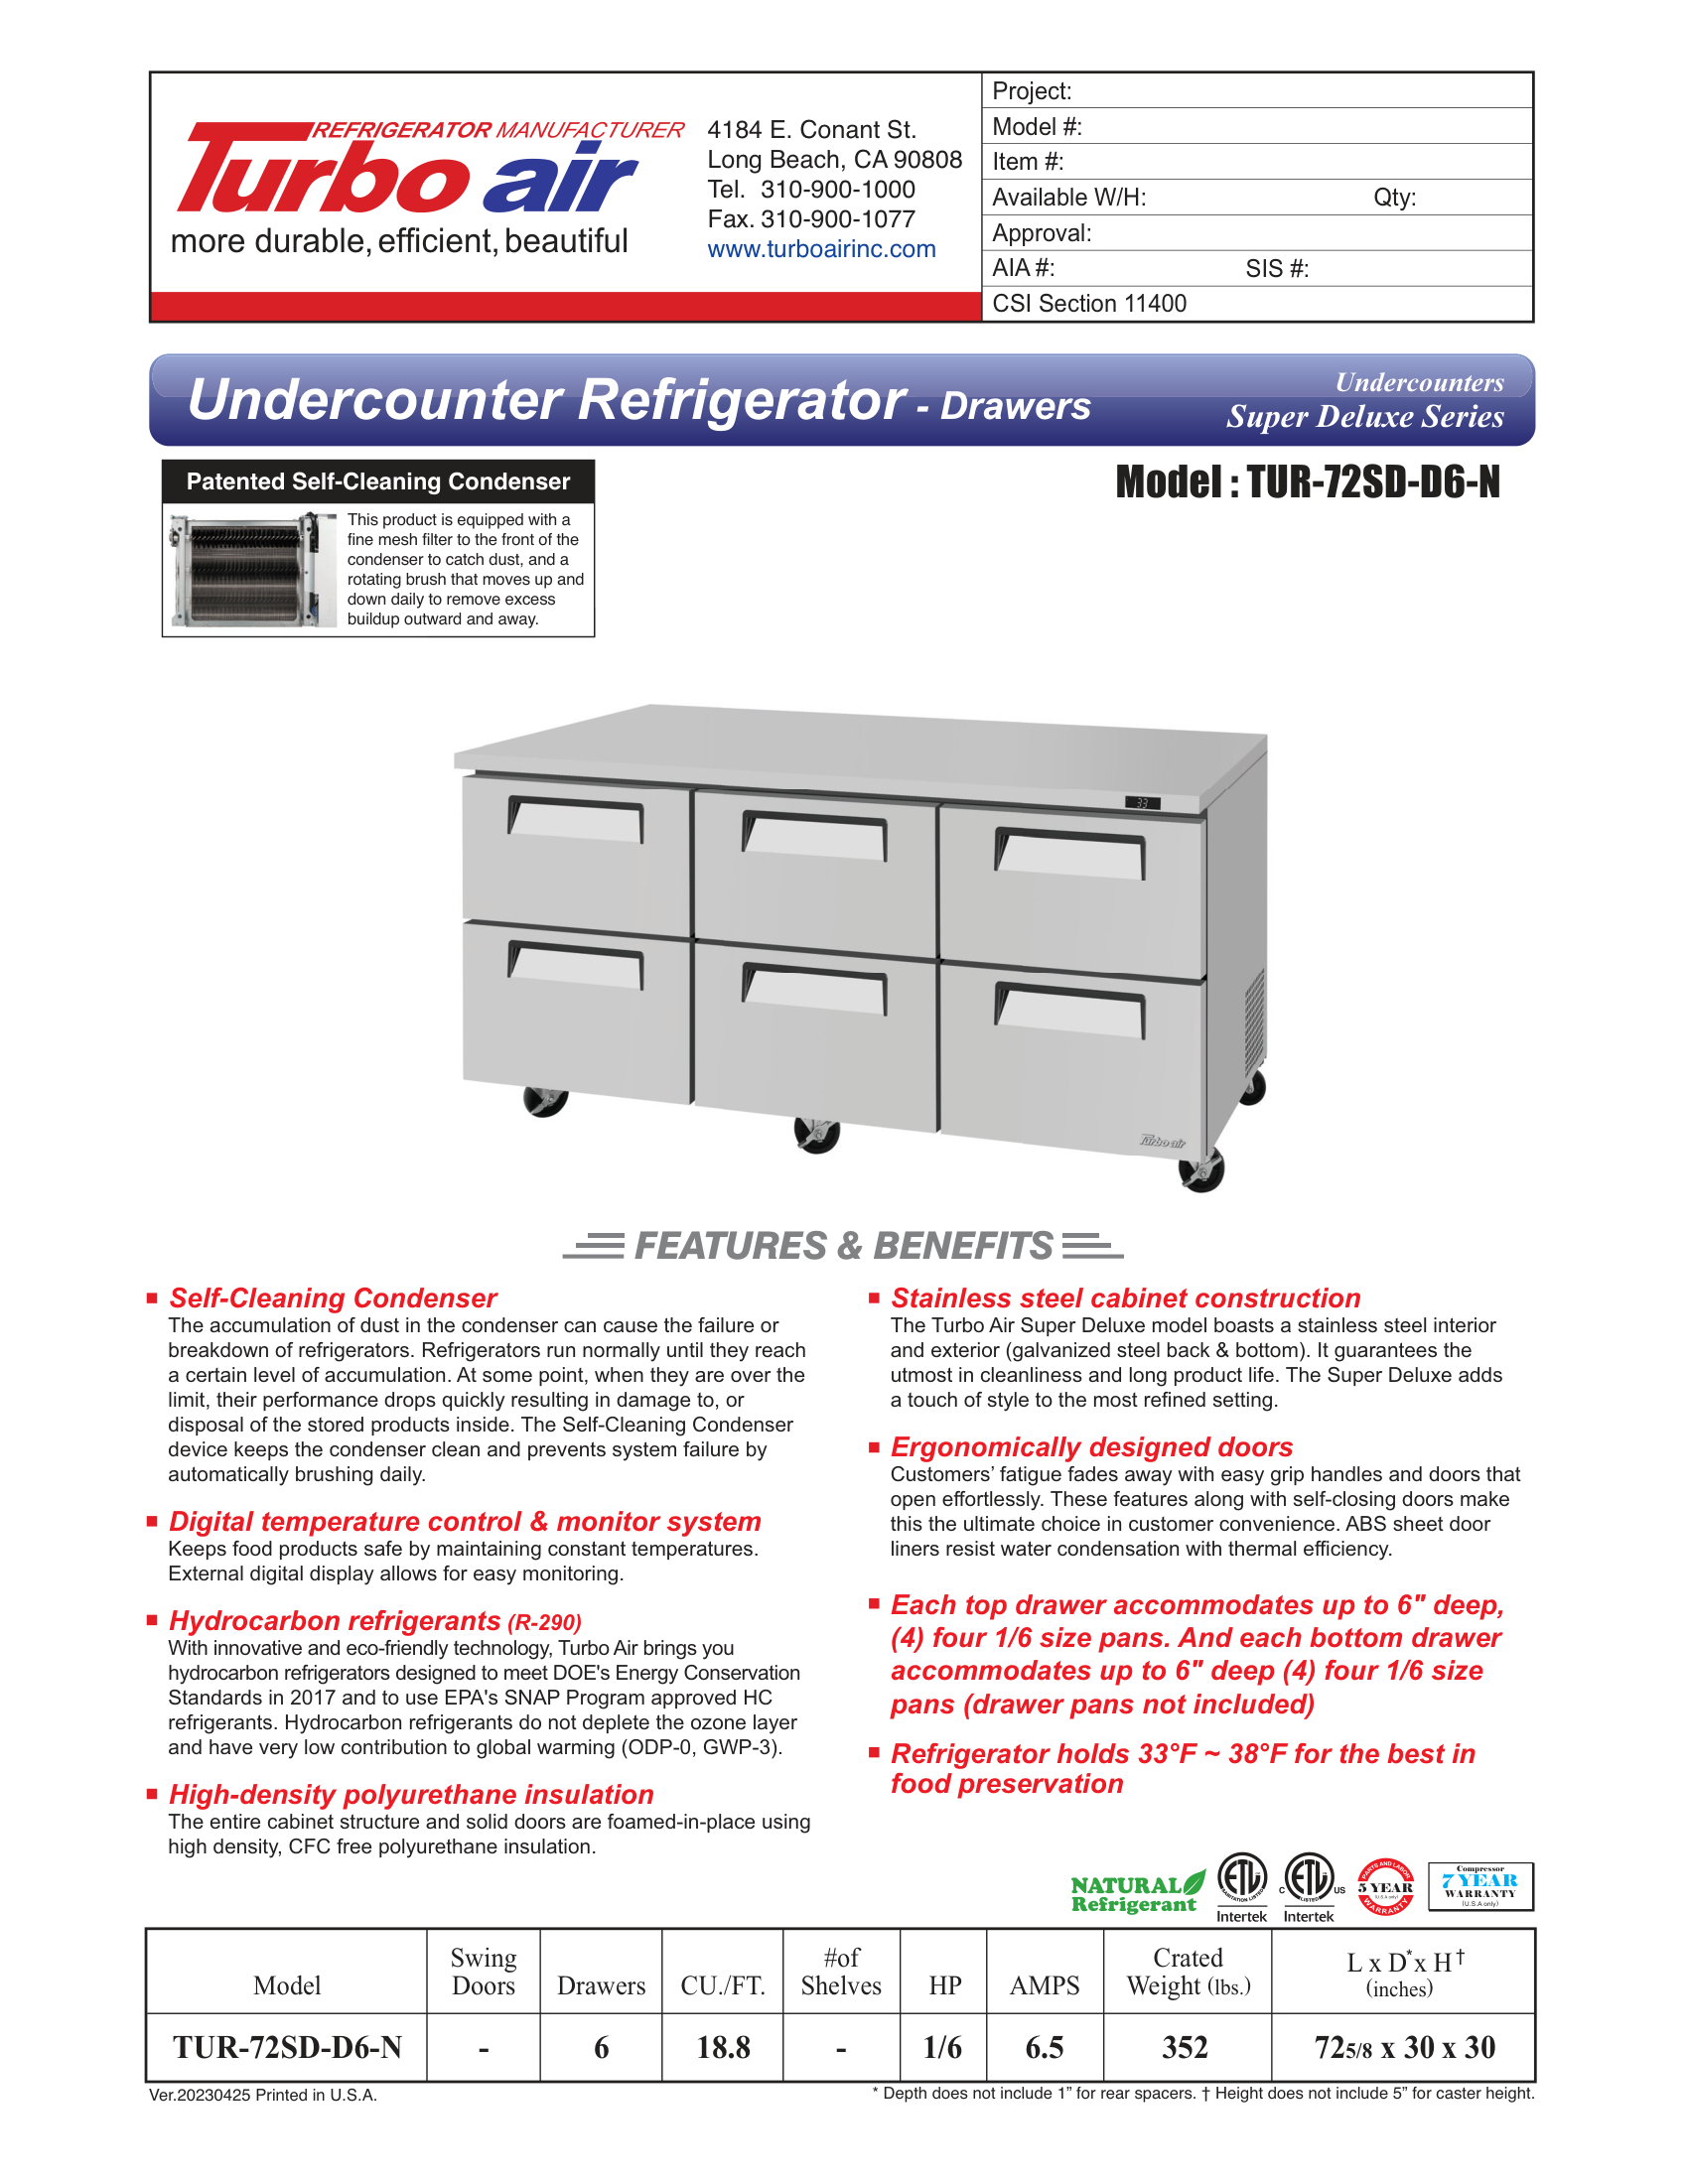 REFRIGERATOR MANUFACTURER
Turbo air
more durable, efficient, beautiful
4184 E. Conant St.
Long Beach, CA 90808
Tel. 310-900-1000
Fax. 310-900-1077
www.turboairinc.com
Project:
Model #:
Item #:
Available W/H: Qty:
Approval:
AIA #: SIS #:
CSI Section 11400
Undercounter Refrigerator - Drawers
Undercounters
Super Deluxe Series
Patented Self-Cleaning Condenser
This product is equipped with a
fine mesh filter to the front of the
condenser to catch dust, and a
rotating brush that moves up and
down daily to remove excess
buildup outward and away.
Model : TUR-72SD-D6-N
33
Turbo air
FEATURES & BENEFITS
Self-Cleaning Condenser
The accumulation of dust in the condenser can cause the failure or
breakdown of refrigerators. Refrigerators run normally until they reach
a certain level of accumulation. At some point, when they are over the
limit, their performance drops quickly resulting in damage to, or
disposal of the stored products inside. The Self-Cleaning Condenser
device keeps the condenser clean and prevents system failure by
automatically brushing daily.
Digital temperature control & monitor system
Keeps food products safe by maintaining constant temperatures.
External digital display allows for easy monitoring.
Hydrocarbon refrigerants (R-290)
With innovative and eco-friendly technology, Turbo Air brings you
hydrocarbon refrigerators designed to meet DOE's Energy Conservation
Standards in 2017 and to use EPA's SNAP Program approved HC
refrigerants. Hydrocarbon refrigerants do not deplete the ozone layer
and have very low contribution to global warming (ODP-0, GWP-3).
High-density polyurethane insulation
The entire cabinet structure and solid doors are foamed-in-place using
high density, CFC free polyurethane insulation.
Stainless steel cabinet construction
The Turbo Air Super Deluxe model boasts a stainless steel interior
and exterior (galvanized steel back & bottom). It guarantees the
utmost in cleanliness and long product life. The Super Deluxe adds
a touch of style to the most refined setting.
Ergonomically designed doors
Customers' fatigue fades away with easy grip handles and doors that
open effortlessly. These features along with self-closing doors make
this the ultimate choice in customer convenience. ABS sheet door
liners resist water condensation with thermal efficiency.
Each top drawer accommodates up to 6" deep,
(4) four 1/6 size pans. And each bottom drawer
accommodates up to 6" deep (4) four 1/6 size
pans (drawer pans not included)
Refrigerator holds 33°F ~ 38°F for the best in
food preservation
NATURAL
Refrigerant
ETL
SANITATION LISTED
Intertek
C ETL US
LISTED
Intertek
PARTS AND LABOR
5 YEAR
(U.S.A only)
WARRANTY
Compressor
7 YEAR
WARRANTY
(U.S.A only)
Model Swing Doors Drawers CU./FT. #of Shelves HP AMPS Crated Weight (lbs.) L x D* x H† (inches)
TUR-72SD-D6-N - 6 18.8 - 1/6 6.5 352 725/8 x 30 x 30
Ver.20230425 Printed in U.S.A.
* Depth does not include 1” for rear spacers. † Height does not include 5” for caster height.